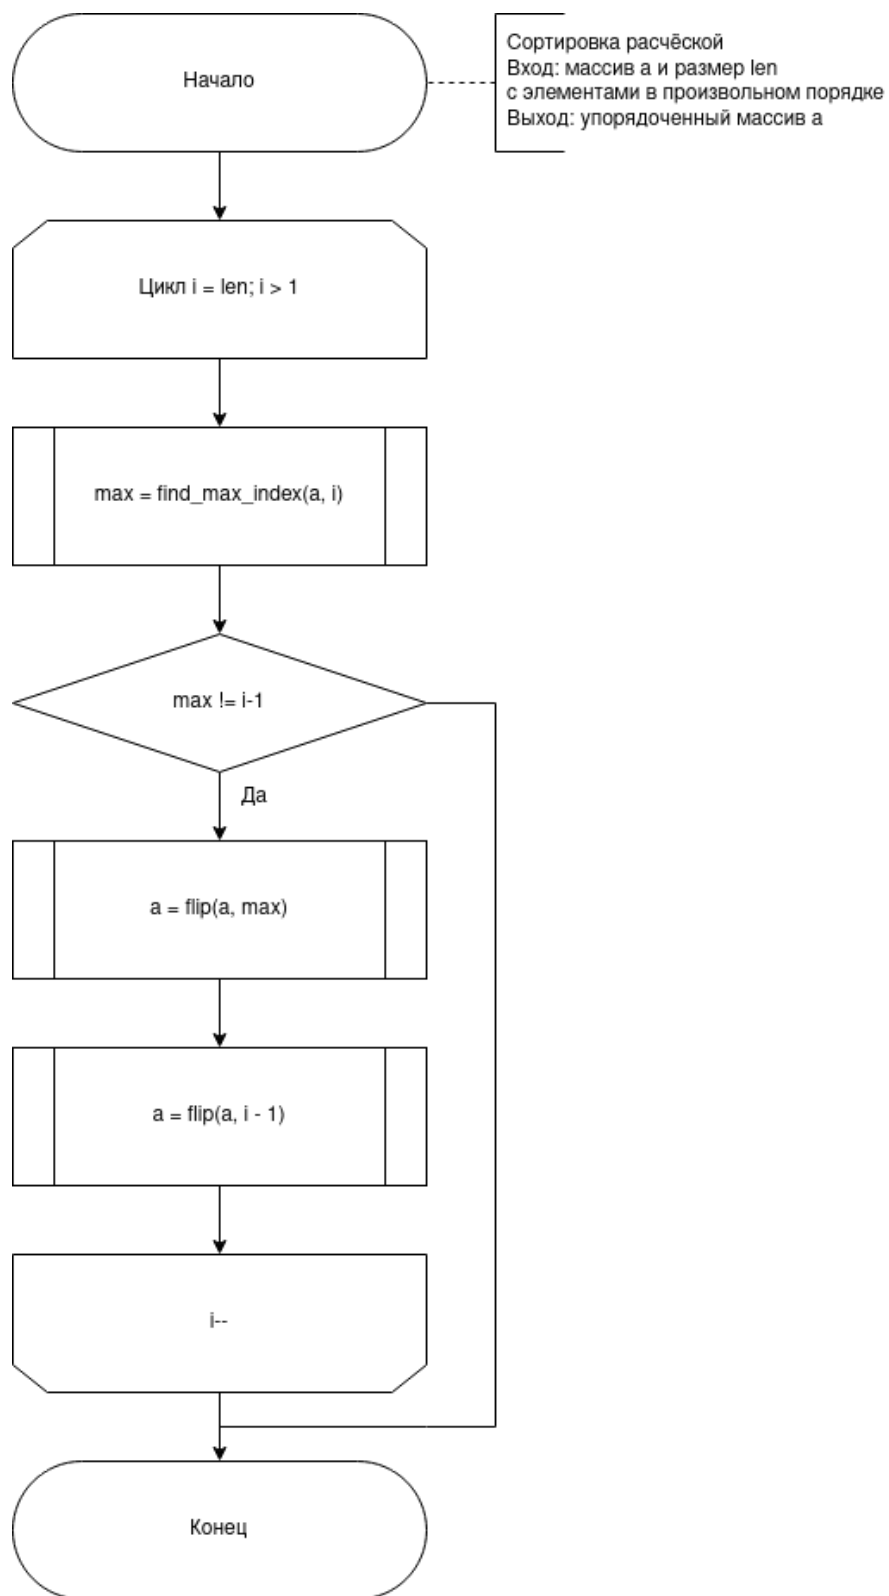 Начало
Сортировка расчёской
Вход: массив a и размер len
с элементами в произвольном порядке
Выход: упорядоченный массив a
Цикл i = len; i > 1
max = find_max_index(a, i)
max != i-1
Да
a = flip(a, max)
a = flip(a, i - 1)
i--
Конец